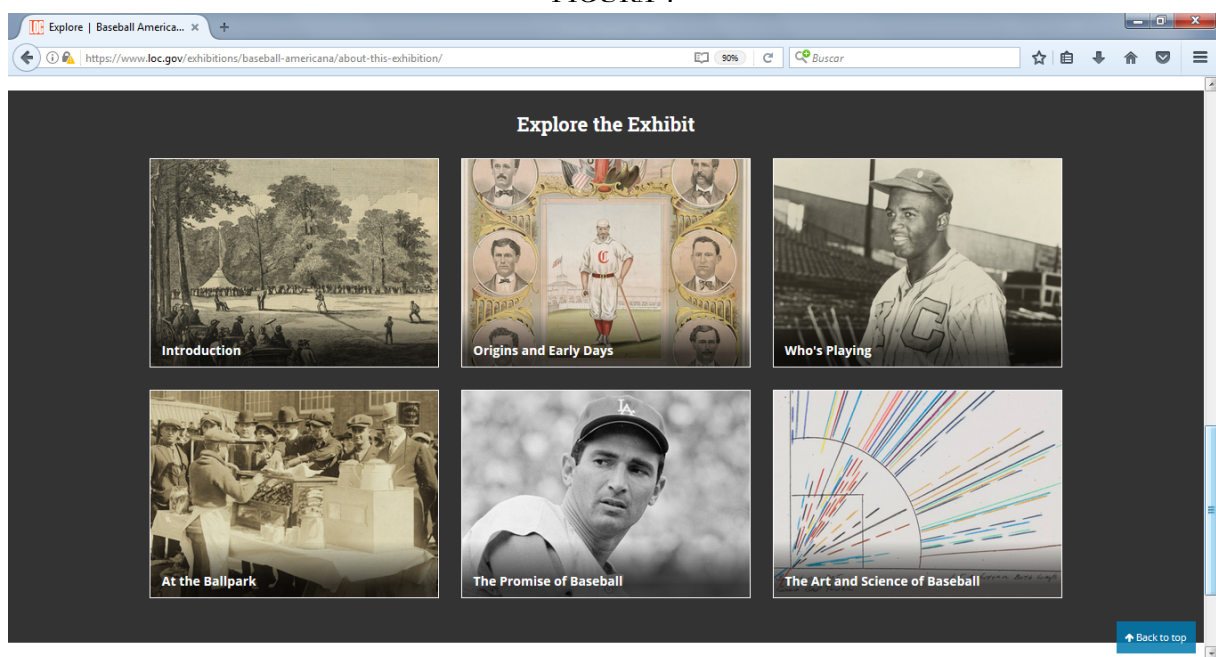 Explore | Baseball America... × +
https://www.loc.gov/exhibitions/baseball-americana/about-this-exhibition/ 90% Buscar
Explore the Exhibit
Introduction
Origins and Early Days
Who's Playing
At the Ballpark
The Promise of Baseball
The Art and Science of Baseball
Back to top